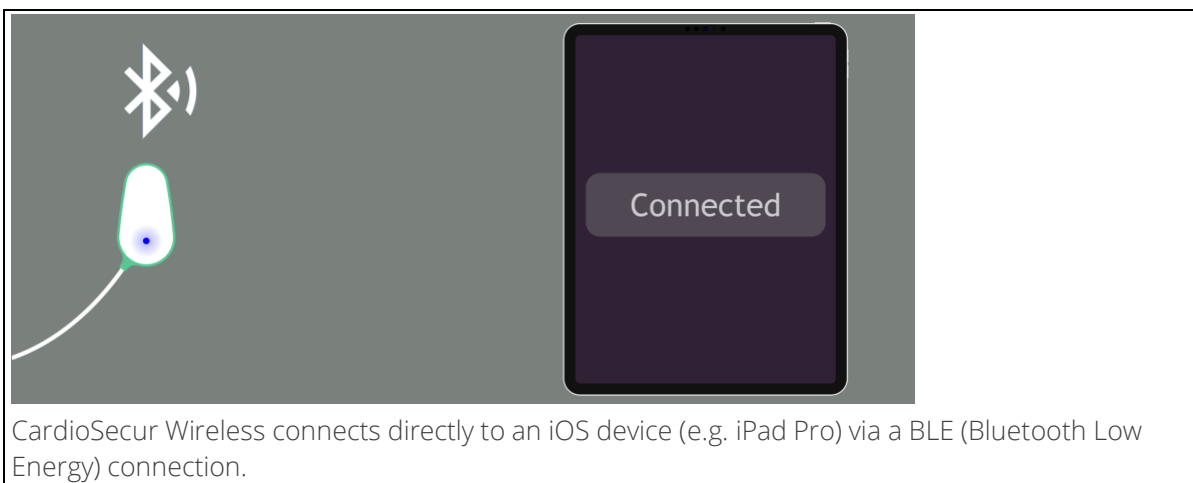 Connected
CardioSecur Wireless connects directly to an iOS device (e.g. iPad Pro) via a BLE (Bluetooth Low
Energy) connection.